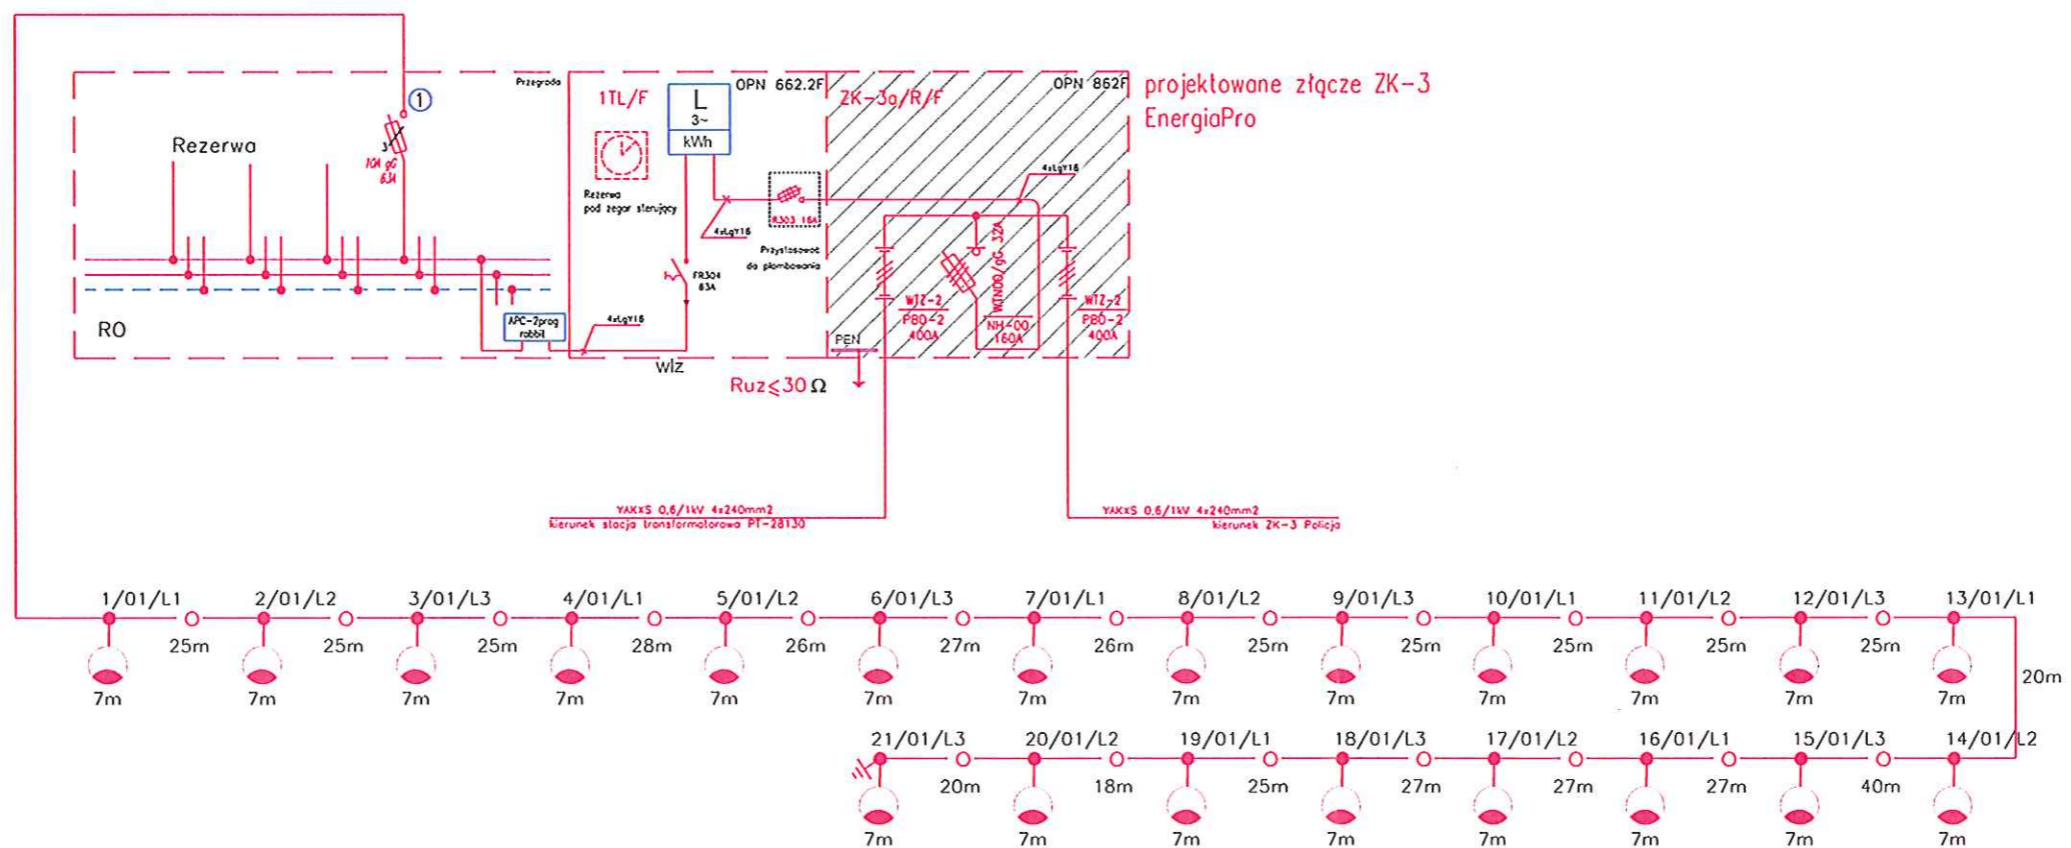 Przegroda
1TL/F
L
3~
kWh
OPN 662.2F
ZK-3a/R/F
OPN 862F
projektowane złącze ZK-3
EnergiaPro
1
Rezerwa
3
10A gG
63A
Rezerwa
pod zegar sterujący
4xLgY16
R303 16A
4xLgY16
Przystosować
do plombowania
FR304
63A
WTN00/gG 32A
WTZ-2
PBD-2
400A
NH-00
160A
WTZ-2
PBD-2
400A
RO
APC-2prog
rabbit
4xLgY16
WLZ
PEN
Ruz≤30 Ω
YAKXS 0,6/1kV 4x240mm2
kierunek stacja transformatorowa PT-28130
YAKXS 0,6/1kV 4x240mm2
kierunek ZK-3 Policja
1/01/L1 2/01/L2 3/01/L3 4/01/L1 5/01/L2 6/01/L3 7/01/L1 8/01/L2 9/01/L3 10/01/L1 11/01/L2 12/01/L3 13/01/L1
25m 25m 25m 28m 26m 27m 26m 25m 25m 25m 25m 25m
20m
7m 7m 7m 7m 7m 7m 7m 7m 7m 7m 7m 7m 7m
21/01/L3 20/01/L2 19/01/L1 18/01/L3 17/01/L2 16/01/L1 15/01/L3 14/01/L2
20m 18m 25m 27m 27m 27m 40m
7m 7m 7m 7m 7m 7m 7m 7m